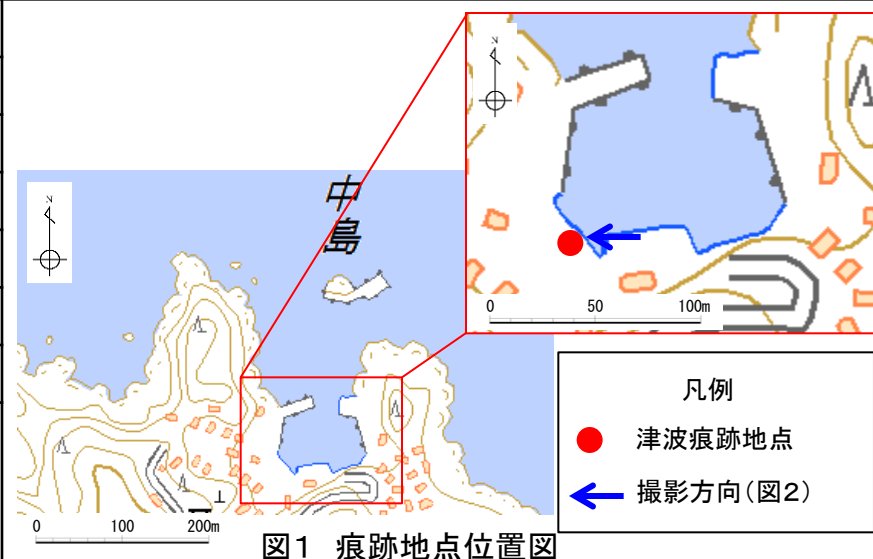 N
0 50 100m
N
中島
0 100 200m
凡例
津波痕跡地点
撮影方向(図2)
図1 痕跡地点位置図